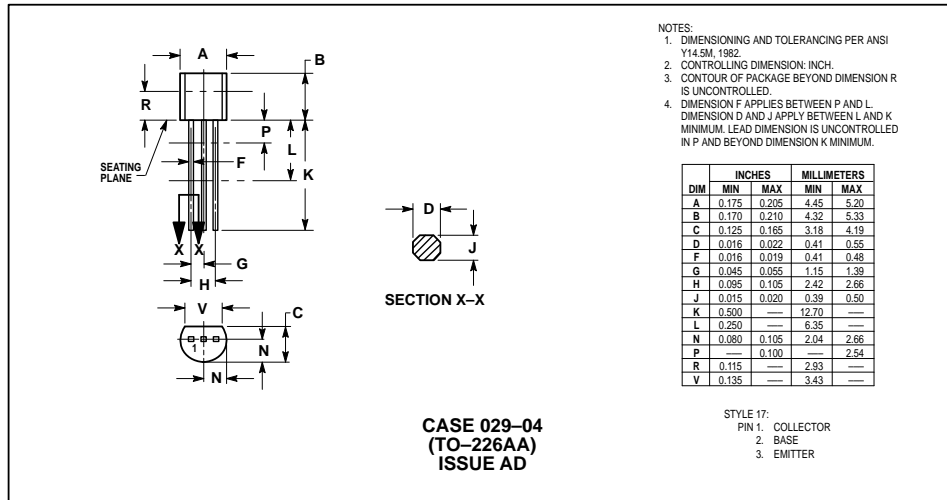 A
B
R
P
L
F
K
SEATING
PLANE
X X
G
H
V
C
1
N
N
D
J
SECTION X–X
CASE 029–04
(TO–226AA)
ISSUE AD
NOTES:
1. DIMENSIONING AND TOLERANCING PER ANSI
Y14.5M, 1982.
2. CONTROLLING DIMENSION: INCH.
3. CONTOUR OF PACKAGE BEYOND DIMENSION R
IS UNCONTROLLED.
4. DIMENSION F APPLIES BETWEEN P AND L.
DIMENSION D AND J APPLY BETWEEN L AND K
MINIMUM. LEAD DIMENSION IS UNCONTROLLED
IN P AND BEYOND DIMENSION K MINIMUM.
INCHES MILLIMETERS
DIM MIN MAX MIN MAX
A 0.175 0.205 4.45 5.20
B 0.170 0.210 4.32 5.33
C 0.125 0.165 3.18 4.19
D 0.016 0.022 0.41 0.55
F 0.016 0.019 0.41 0.48
G 0.045 0.055 1.15 1.39
H 0.095 0.105 2.42 2.66
J 0.015 0.020 0.39 0.50
K 0.500 ––– 12.70 –––
L 0.250 ––– 6.35 –––
N 0.080 0.105 2.04 2.66
P ––– 0.100 ––– 2.54
R 0.115 ––– 2.93 –––
V 0.135 ––– 3.43 –––
STYLE 17:
PIN 1. COLLECTOR
2. BASE
3. EMITTER